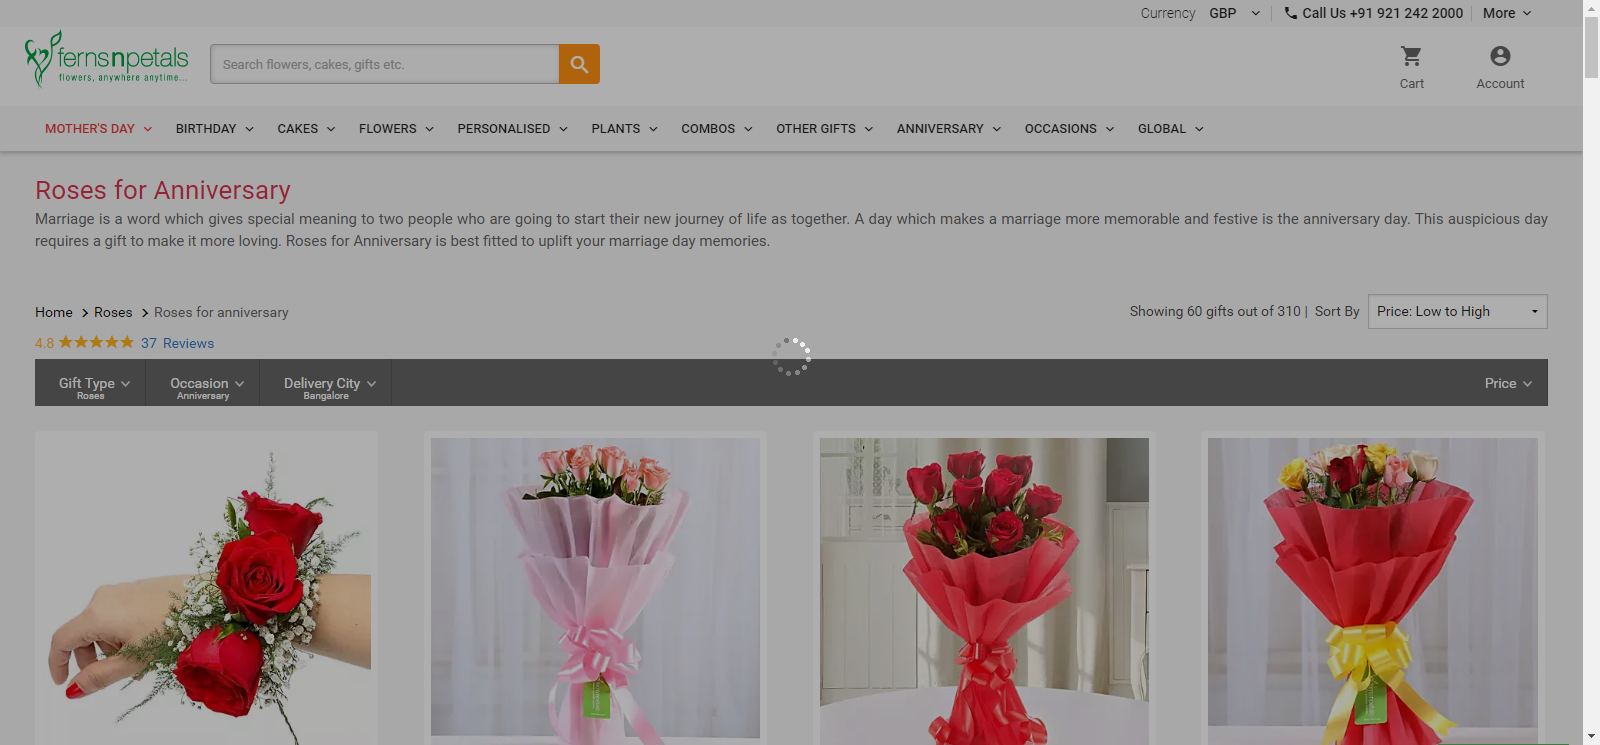 Currency GBP Call Us +91 921 242 2000 More
fernsnpetals
flowers, anywhere anytime...
Search flowers, cakes, gifts etc.
Cart Account
MOTHER'S DAY BIRTHDAY CAKES FLOWERS PERSONALISED PLANTS COMBOS OTHER GIFTS ANNIVERSARY OCCASIONS GLOBAL
Roses for Anniversary
Marriage is a word which gives special meaning to two people who are going to start their new journey of life as together. A day which makes a marriage more memorable and festive is the anniversary day. This auspicious day
requires a gift to make it more loving. Roses for Anniversary is best fitted to uplift your marriage day memories.
Home Roses Roses for anniversary
Showing 60 gifts out of 310 | Sort By Price: Low to High
4.8 37 Reviews
Gift Type Occasion Delivery City Price
Roses Anniversary Bangalore